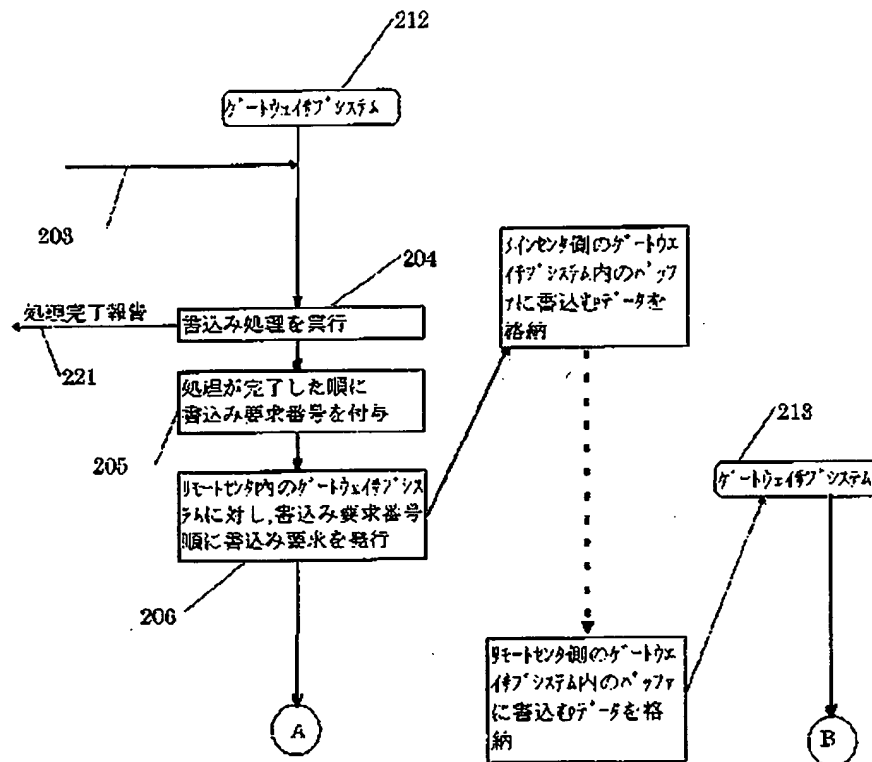 212
ゲートウェイサブシステム
203
204
処理完了報告
書込み処理を実行
221
処理が完了した順に
書込み要求番号を付与
205
リモートセンタ内のゲートウェイサブシス
テムに対し,書込み要求番号
順に書込み要求を発行
206
メインセンタ側のゲートウェ
イサブシステム内のバッファ
に書込むデータを
格納
213
ゲートウェイサブシステム
リモートセンタ側のゲートウェ
イサブシステム内のバッファ
に書込むデータを格
納
A
B